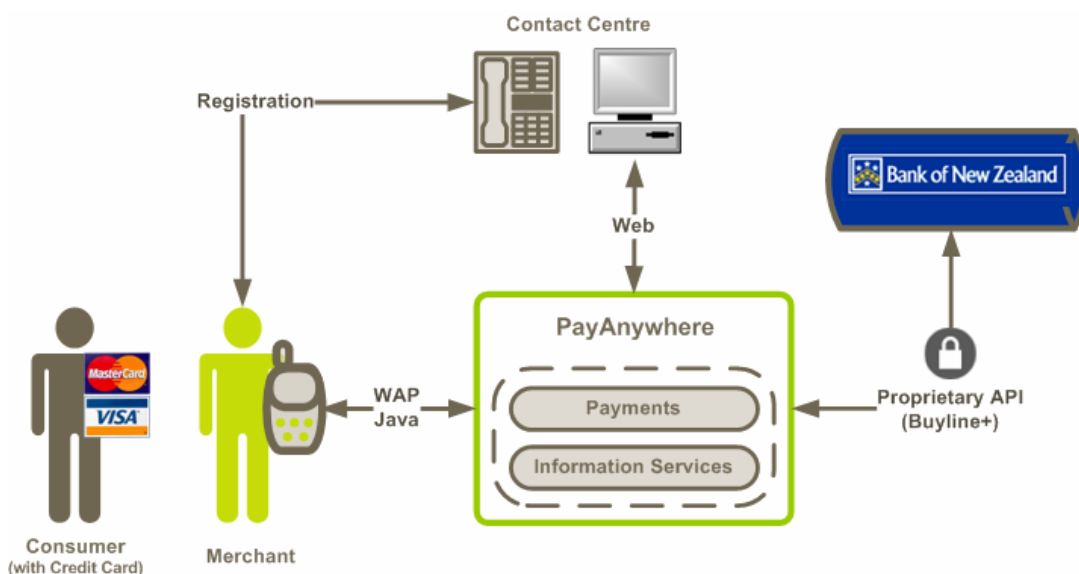 Contact Centre
Registration
Bank of New Zealand
Web
PayAnywhere
MasterCard
VISA
WAP
Java
Payments
Proprietary API
(Buyline+)
Information Services
Consumer
(with Credit Card)
Merchant